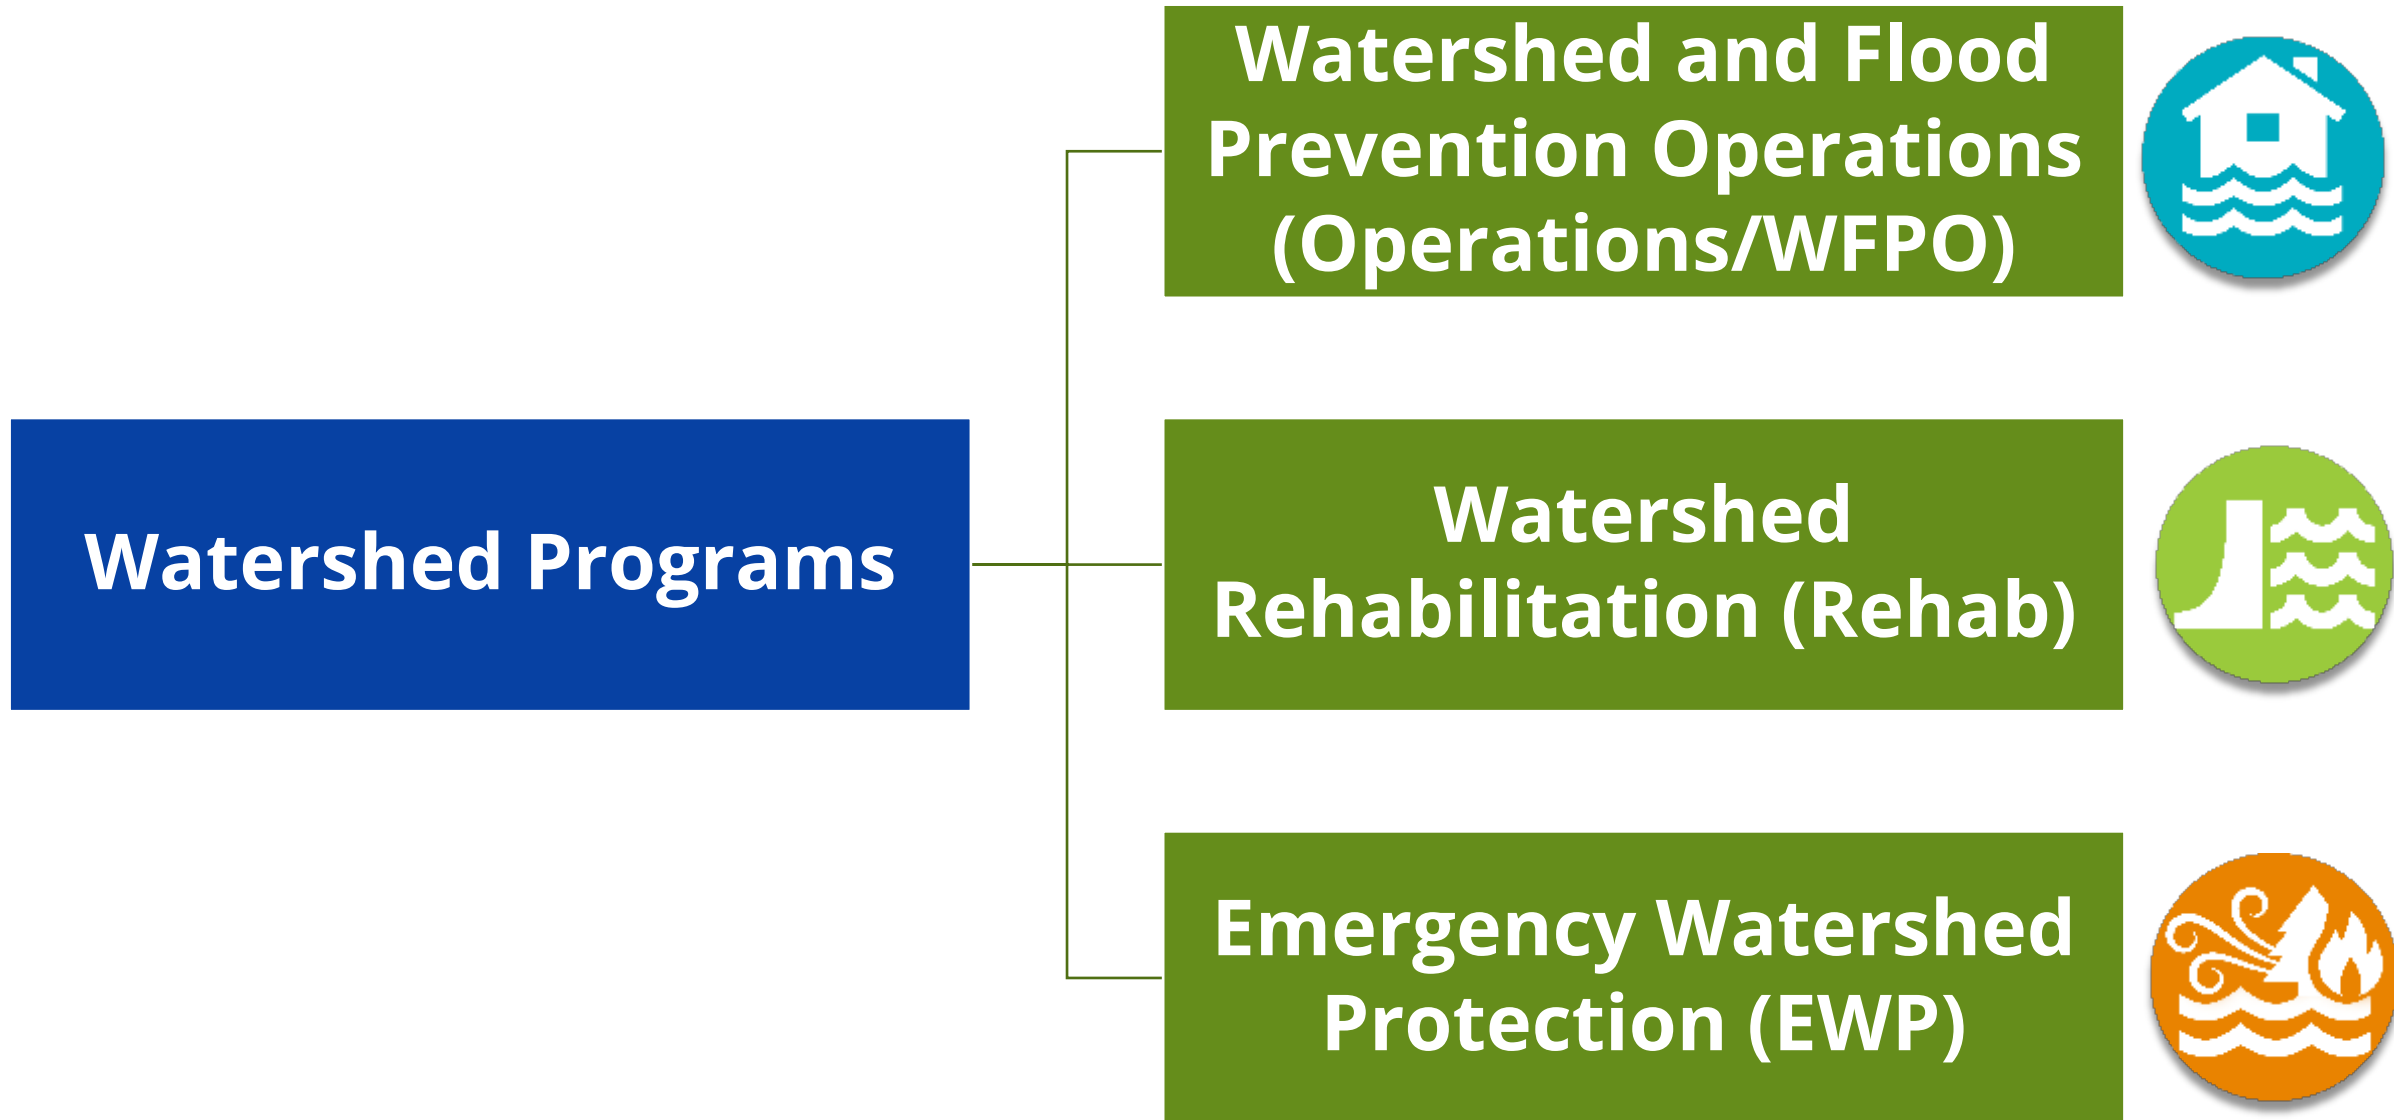 Watershed and Flood
Prevention Operations
(Operations/WFPO)
Watershed Programs
Watershed
Rehabilitation (Rehab)
Emergency Watershed
Protection (EWP)